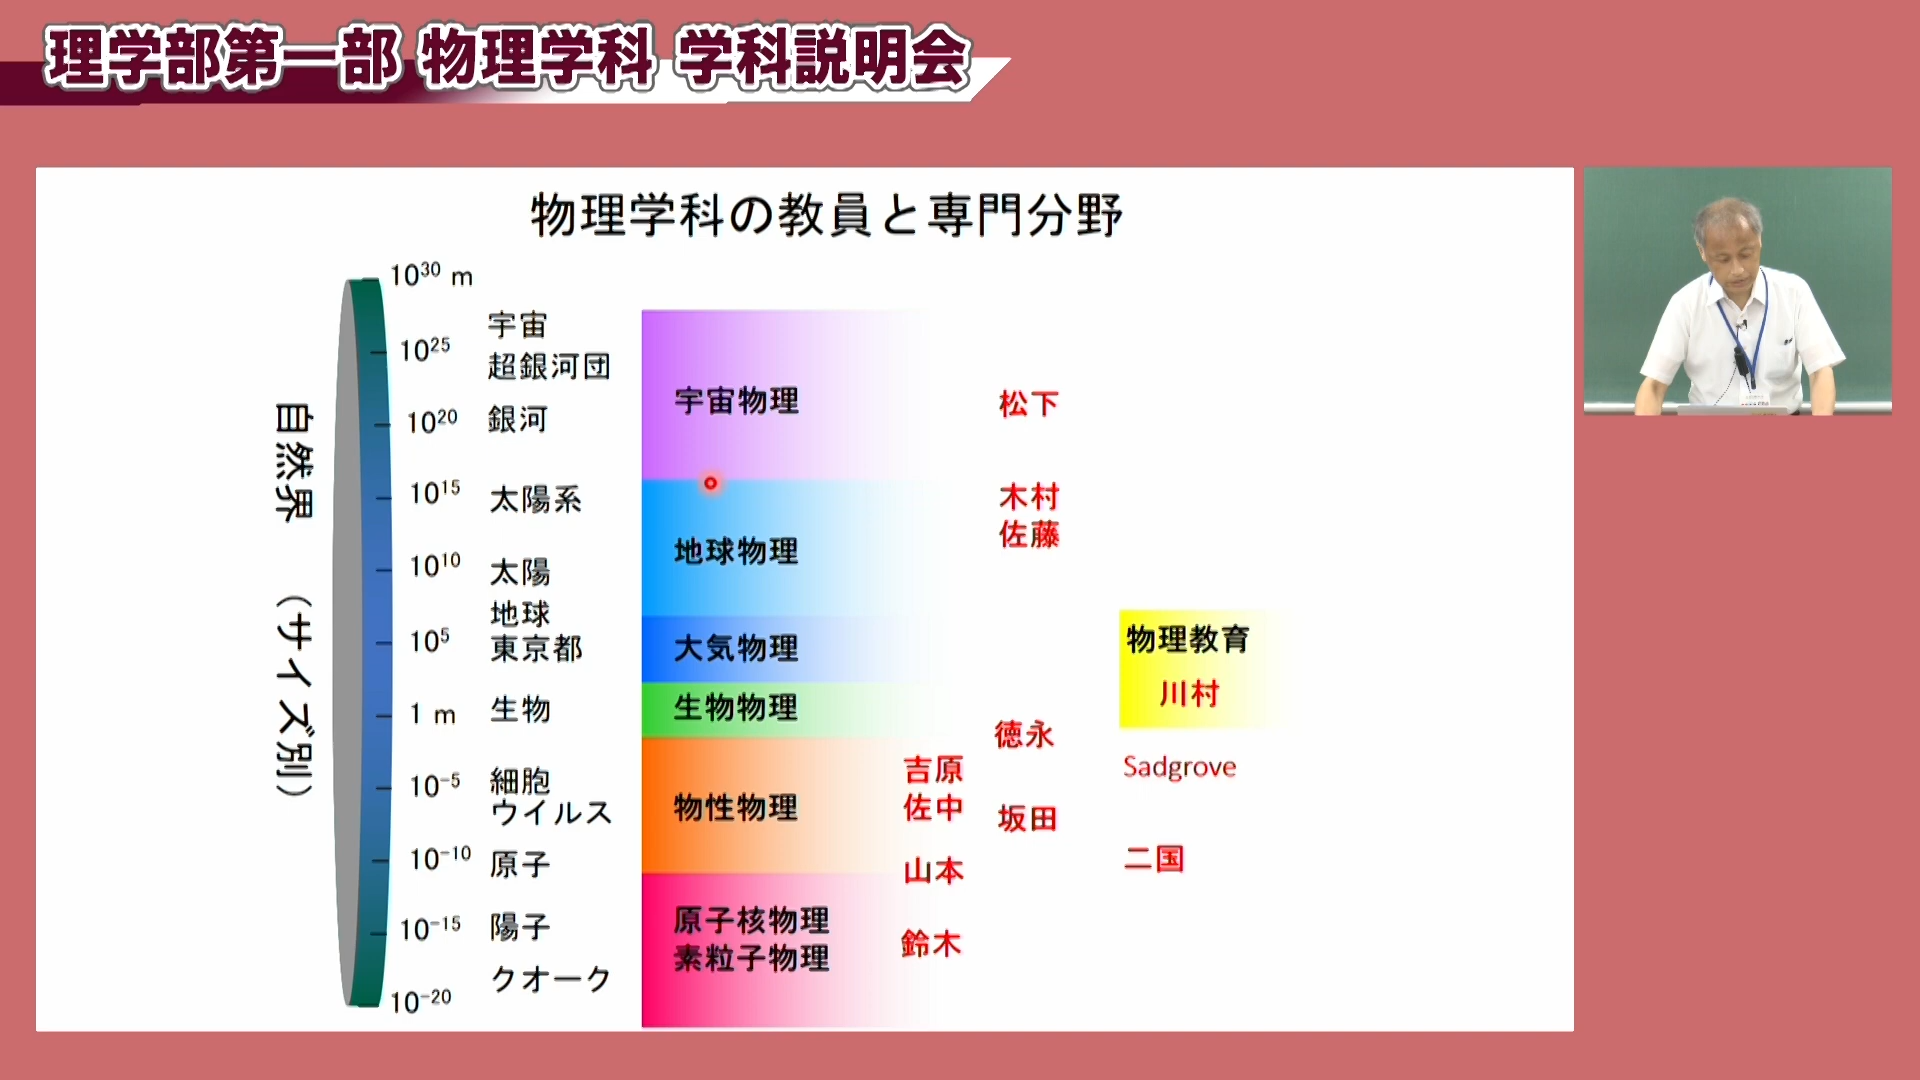 理学部第一部 物理学科 学科説明会
物理学科の教員と専門分野
自然界 (サイズ別)
10³⁰ m
10²⁵
10²⁰
10¹⁵
10¹⁰
10⁵
1 m
10⁻⁵
10⁻¹⁰
10⁻¹⁵
10⁻²⁰
宇宙
超銀河団
銀河
太陽系
太陽
地球
東京都
生物
細胞
ウイルス
原子
陽子
クオーク
宇宙物理
地球物理
大気物理
生物物理
物性物理
原子核物理
素粒子物理
松下
木村
佐藤
徳永
吉原
佐中
坂田
山本
鈴木
物理教育
川村
Sadgrove
二国